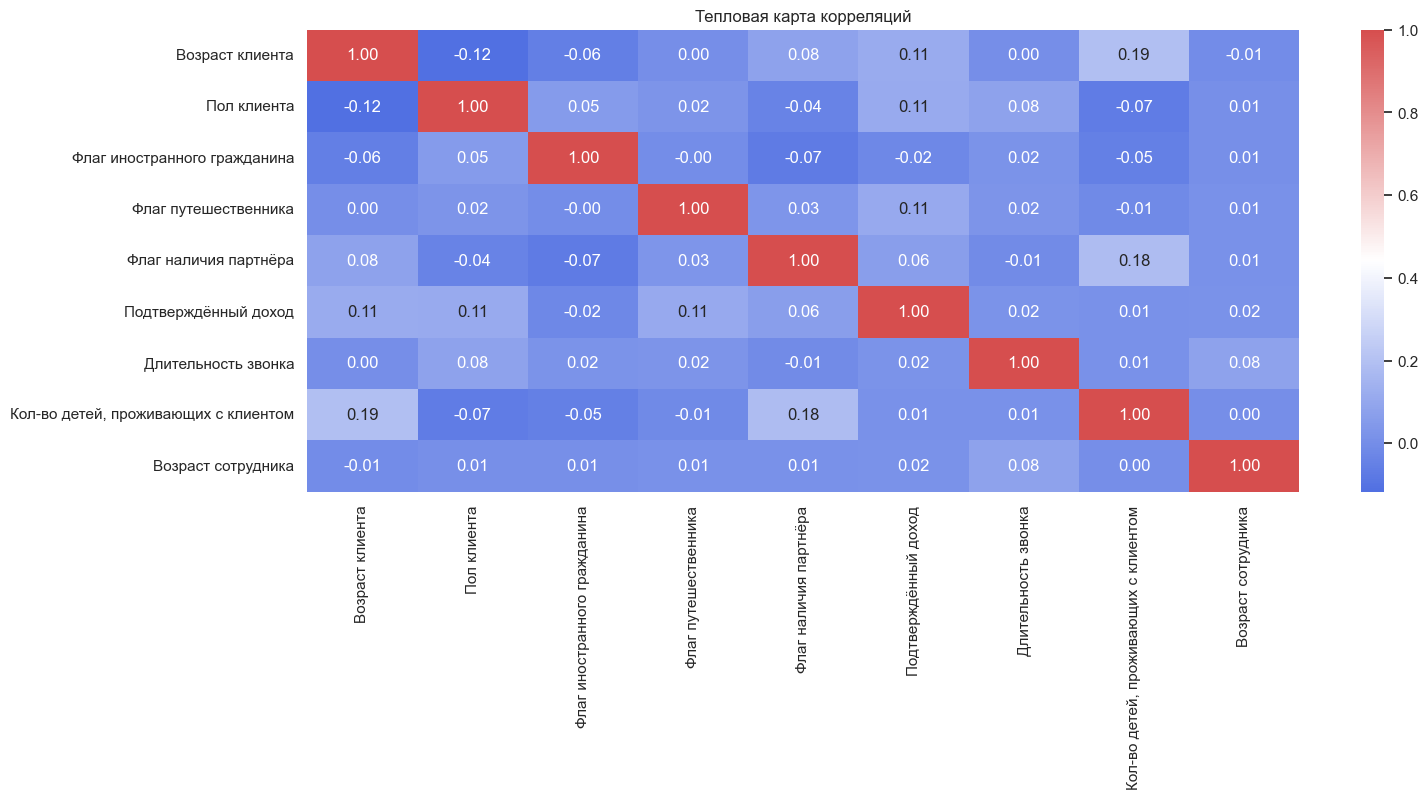 Тепловая карта корреляций
Возраст клиента 1.00 -0.12 -0.06 0.00 0.08 0.11 0.00 0.19 -0.01
Пол клиента -0.12 1.00 0.05 0.02 -0.04 0.11 0.08 -0.07 0.01
Флаг иностранного гражданина -0.06 0.05 1.00 -0.00 -0.07 -0.02 0.02 -0.05 0.01
Флаг путешественника 0.00 0.02 -0.00 1.00 0.03 0.11 0.02 -0.01 0.01
Флаг наличия партнёра 0.08 -0.04 -0.07 0.03 1.00 0.06 -0.01 0.18 0.01
Подтверждённый доход 0.11 0.11 -0.02 0.11 0.06 1.00 0.02 0.01 0.02
Длительность звонка 0.00 0.08 0.02 0.02 -0.01 0.02 1.00 0.01 0.08
Кол-во детей, проживающих с клиентом 0.19 -0.07 -0.05 -0.01 0.18 0.01 0.01 1.00 0.00
Возраст сотрудника -0.01 0.01 0.01 0.01 0.01 0.02 0.08 0.00 1.00
Возраст клиента
Пол клиента
Флаг иностранного гражданина
Флаг путешественника
Флаг наличия партнёра
Подтверждённый доход
Длительность звонка
Кол-во детей, проживающих с клиентом
Возраст сотрудника
1.0
0.8
0.6
0.4
0.2
0.0